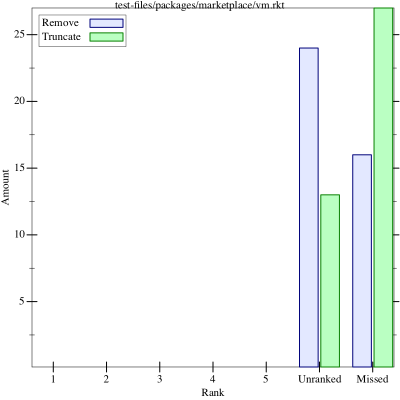 test-files/packages/marketplace/vm.rkt
Remove
Truncate
25
20
15
10
5
Amount
1 2 3 4 5 Unranked Missed
Rank